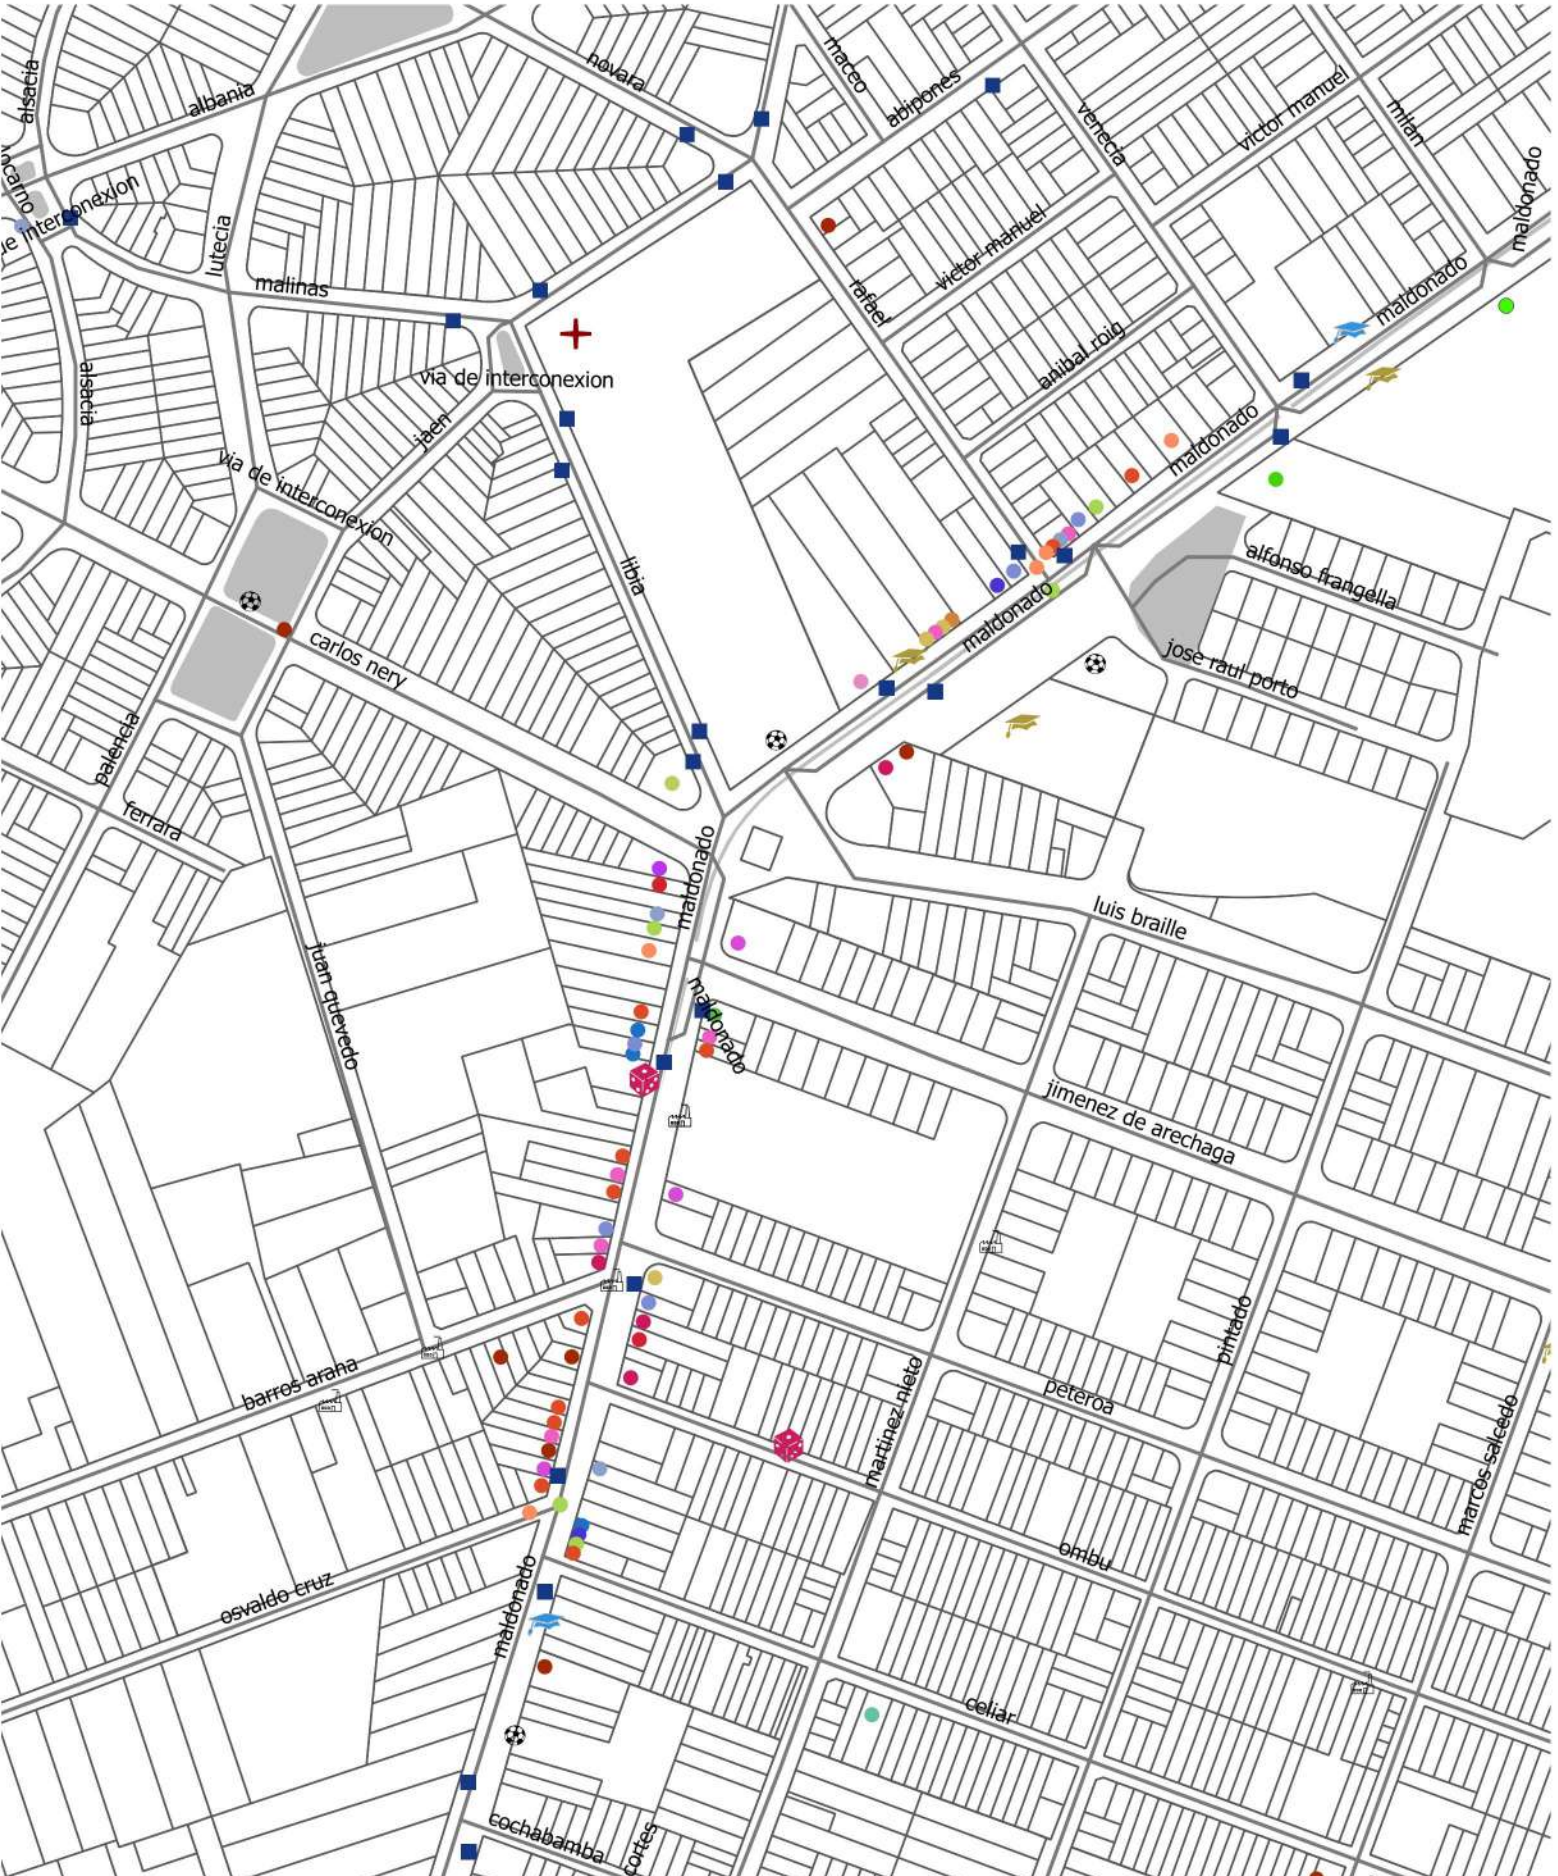 novara
maceo
alsacia
albania
abipones
venecia
victor manuel
milan
maldonado
ocarno
de interconexion
lutecia
victor manuel
malinas
rafael
maldonado
anibal roig
via de interconexion
alsacia
jaen
maldonado
via de interconexion
libia
alfonso frangella
maldonado
carlos nery
jose raul porto
palencia
ferrara
maldonado
luis braille
juan quevedo
maldonado
jimenez de arechaga
pintado
barros arana
martinez nieto
peteroa
marcos salcedo
ombu
osvaldo cruz
maldonado
celiar
cochabamba
cortes